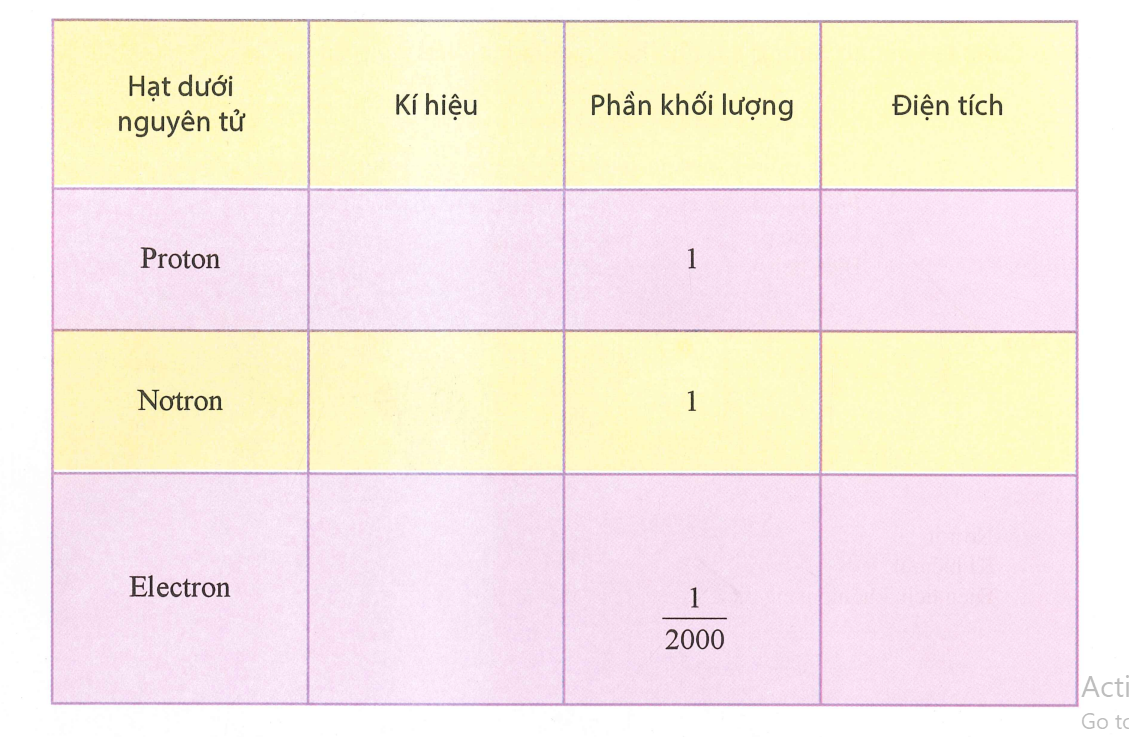 Hạt dưới
nguyên tử
Kí hiệu
Phần khối lượng
Điện tích
Proton
1
Nơtron
1
Electron
1
2000
Acti
Go to